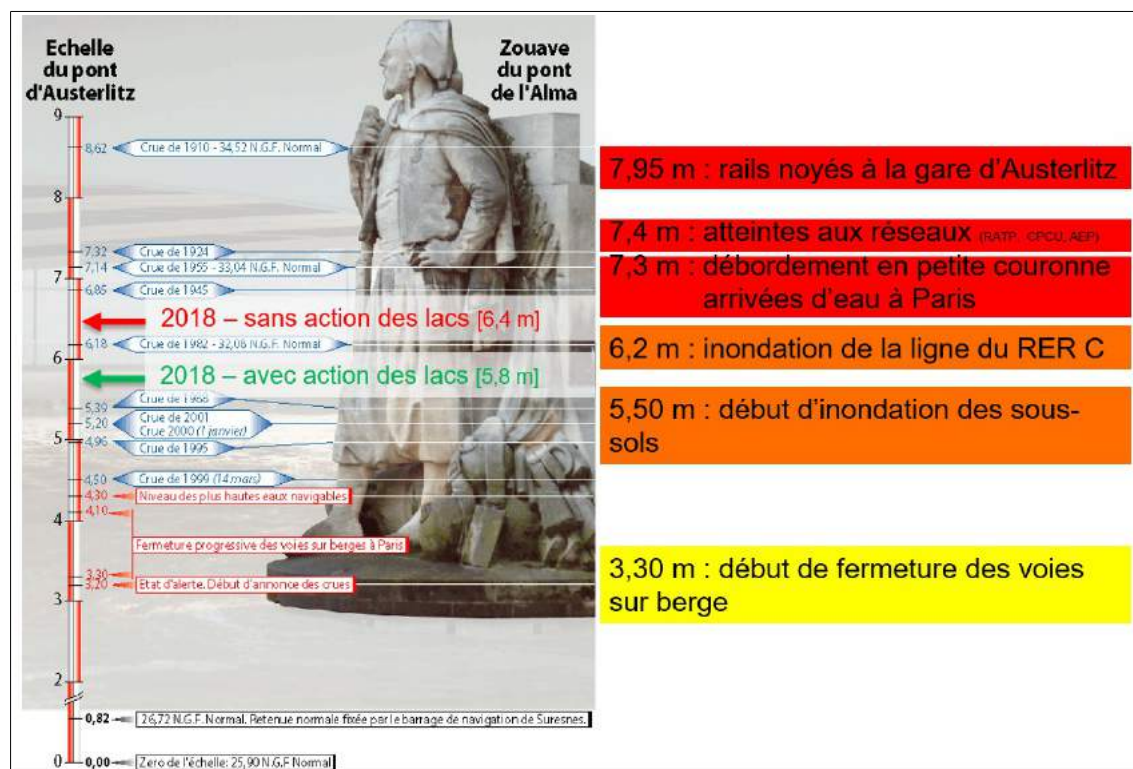 Echelle
du pont
d'Austerlitz
Zouave
du pont
de l'Alma
9
8,62 Crue de 1910 - 34,52 N.G.F. Normal
8
7,32 Crue de 1924
7,14 Crue de 1955 - 33,04 N.G.F. Normal
7
6,85 Crue de 1945
2018 – sans action des lacs [6,4 m]
6,18 Crue de 1982 - 32,08 N.G.F. Normal
6
2018 – avec action des lacs [5,8 m]
5,39 Crue de 1988
5,20 Crue de 2001
Crue 2000 (1 janvier)
5
4,96 Crue de 1995
4,50 Crue de 1999 (14 mars)
4,30 Niveau des plus hautes eaux navigables
4,10
4
Fermeture progressive des voies sur berges à Paris
3,30
3,20 Etat d'alerte. Début d'annonce des crues
3
2
0,82 26,72 N.G.F. Normal. Retenue normale fixée par le barrage de navigation de Suresnes.
0 0,00 Zero de l'échelle: 25,90 N.G.F Normal
7,95 m : rails noyés à la gare d'Austerlitz
7,4 m : atteintes aux réseaux (RATP, CPCU, AEP)
7,3 m : débordement en petite couronne
arrivées d'eau à Paris
6,2 m : inondation de la ligne du RER C
5,50 m : début d'inondation des sous-
sols
3,30 m : début de fermeture des voies
sur berge